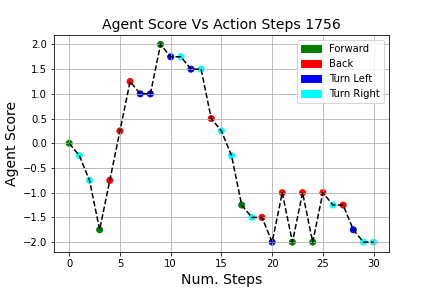 Agent Score Vs Action Steps 1756
Agent Score
2.0
1.5
1.0
0.5
0.0
−0.5
−1.0
−1.5
−2.0
Forward
Back
Turn Left
Turn Right
0 5 10 15 20 25 30
Num. Steps